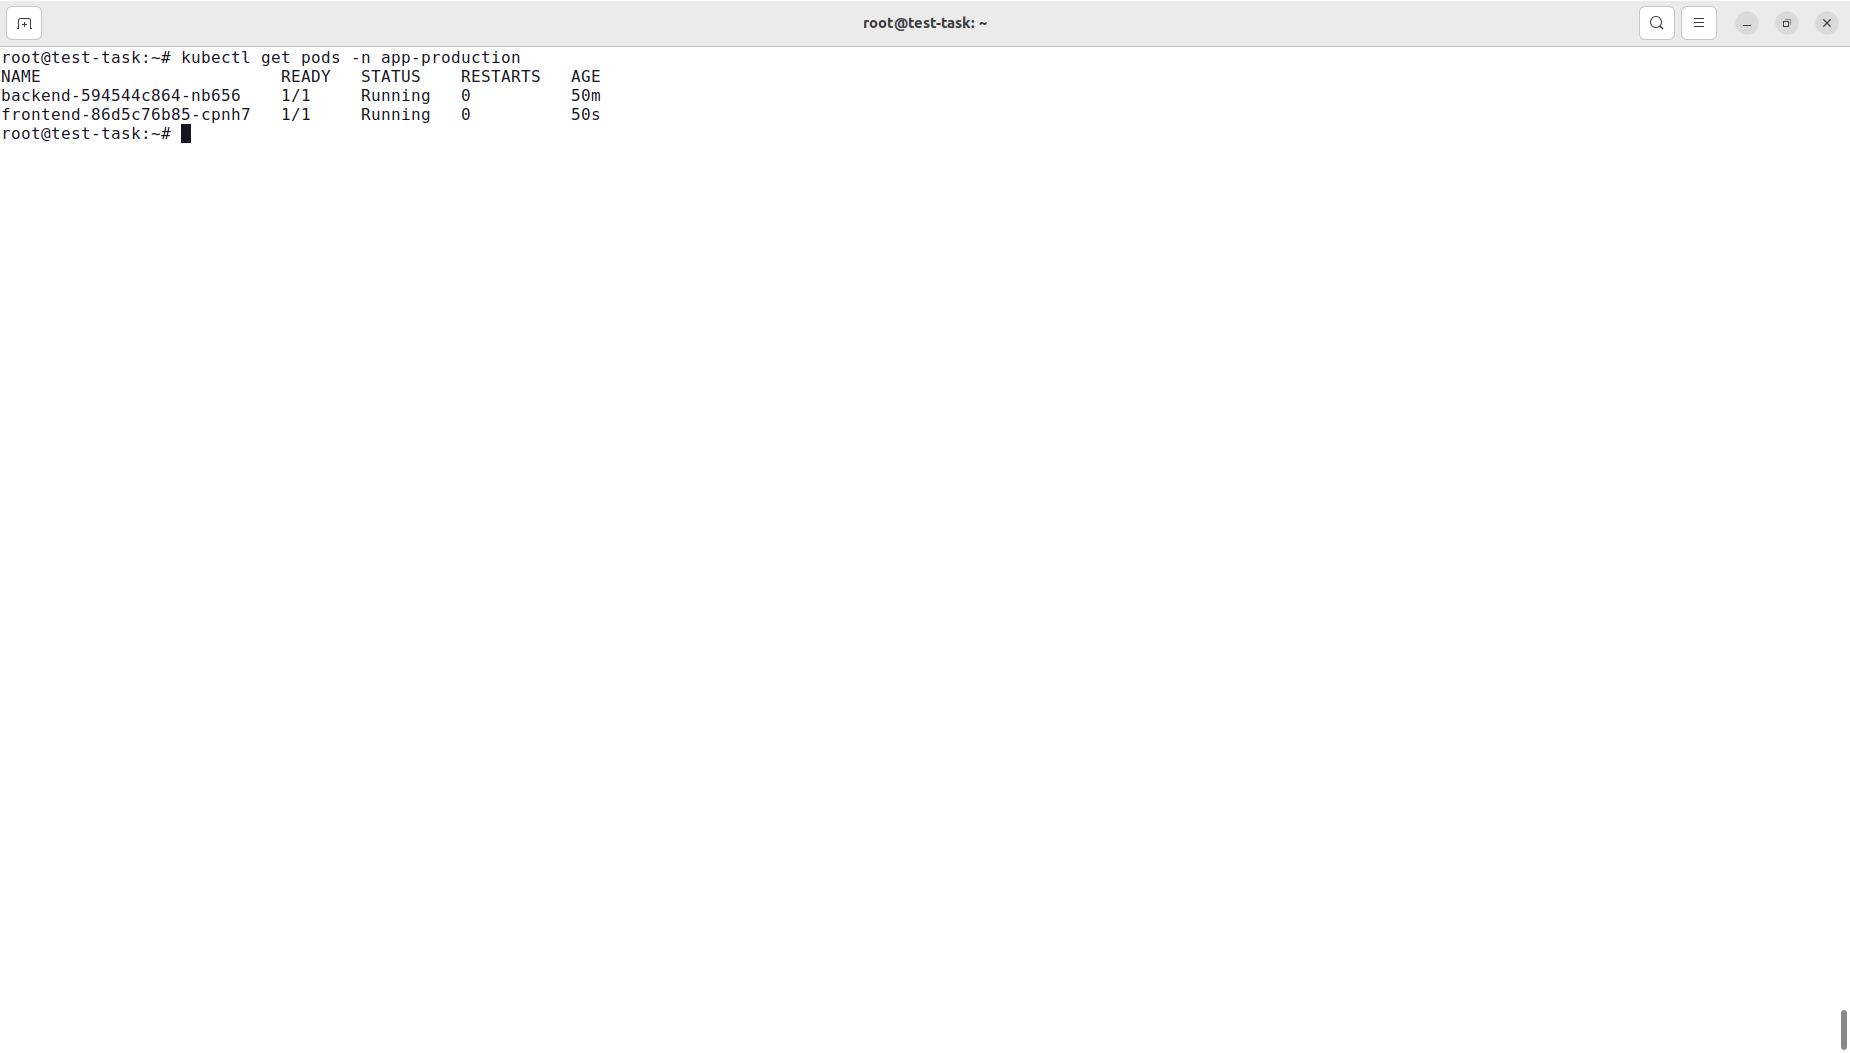 root@test-task: ~
root@test-task:~# kubectl get pods -n app-production
NAME                        READY   STATUS    RESTARTS   AGE
backend-594544c864-nb656    1/1     Running   0          50m
frontend-86d5c76b85-cpnh7   1/1     Running   0          50s
root@test-task:~#